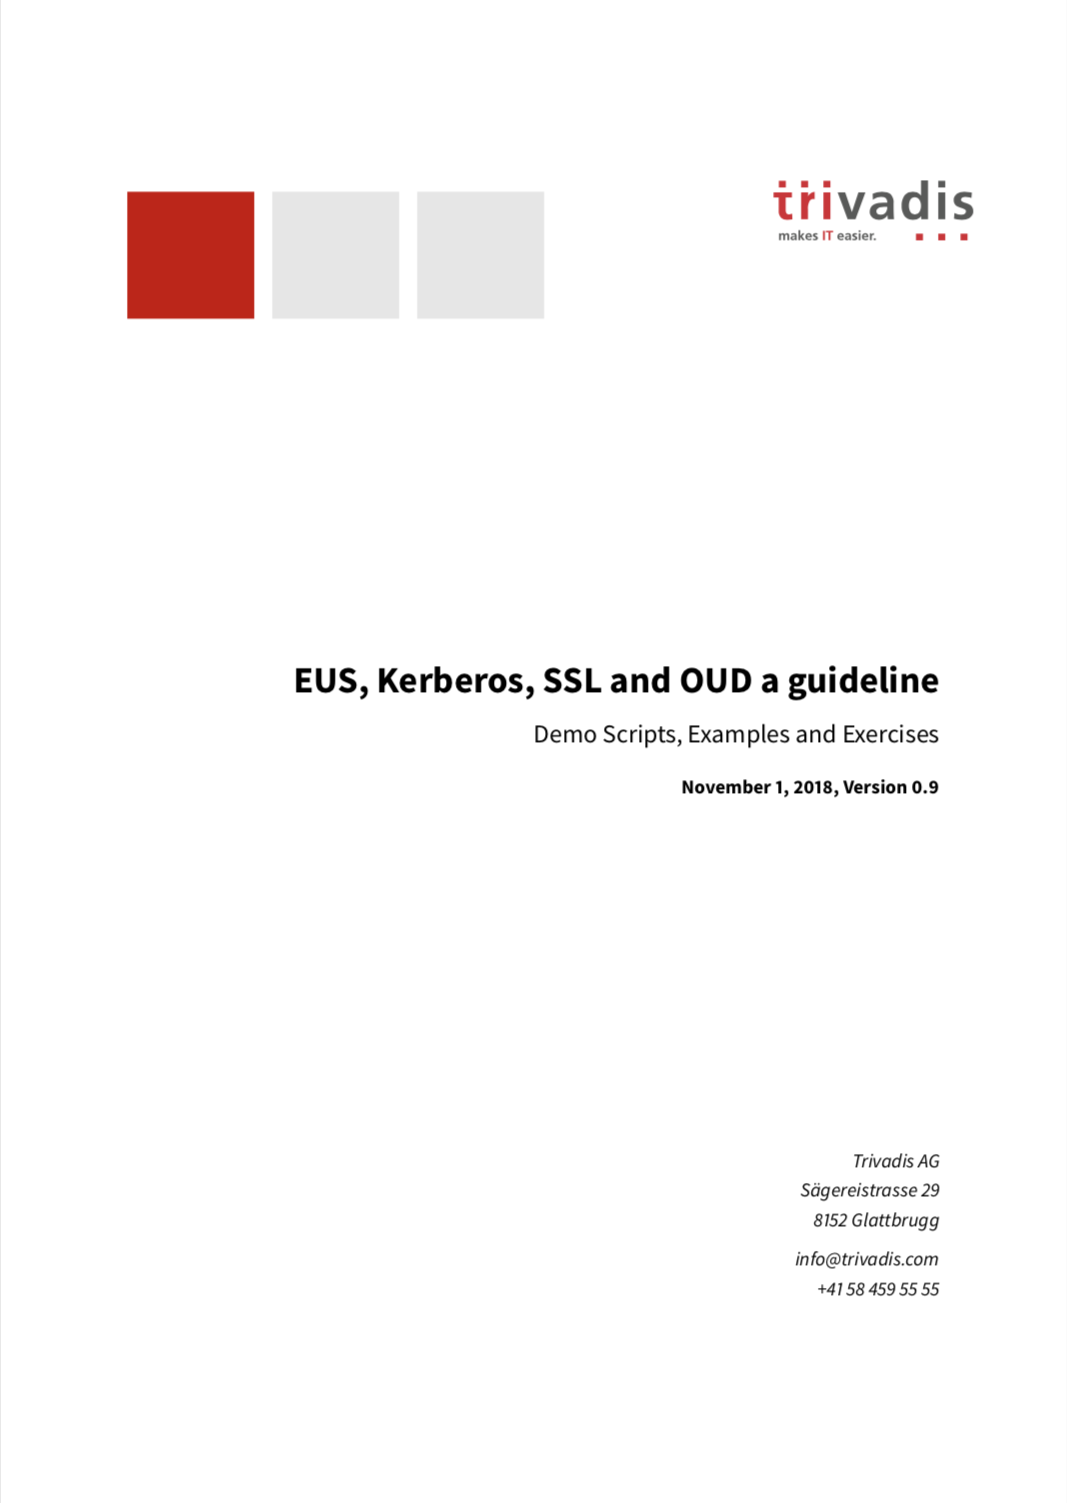 trivadis
makes IT easier.
EUS, Kerberos, SSL and OUD a guideline
Demo Scripts, Examples and Exercises
November 1, 2018, Version 0.9
Trivadis AG
Sägereistrasse 29
8152 Glattbrugg
info@trivadis.com
+41 58 459 55 55